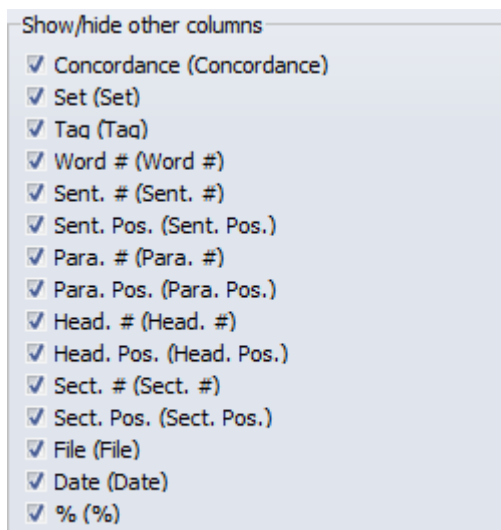 Show/hide other columns
Concordance (Concordance)
Set (Set)
Tag (Tag)
Word # (Word #)
Sent. # (Sent. #)
Sent. Pos. (Sent. Pos.)
Para. # (Para. #)
Para. Pos. (Para. Pos.)
Head. # (Head. #)
Head. Pos. (Head. Pos.)
Sect. # (Sect. #)
Sect. Pos. (Sect. Pos.)
File (File)
Date (Date)
% (%)